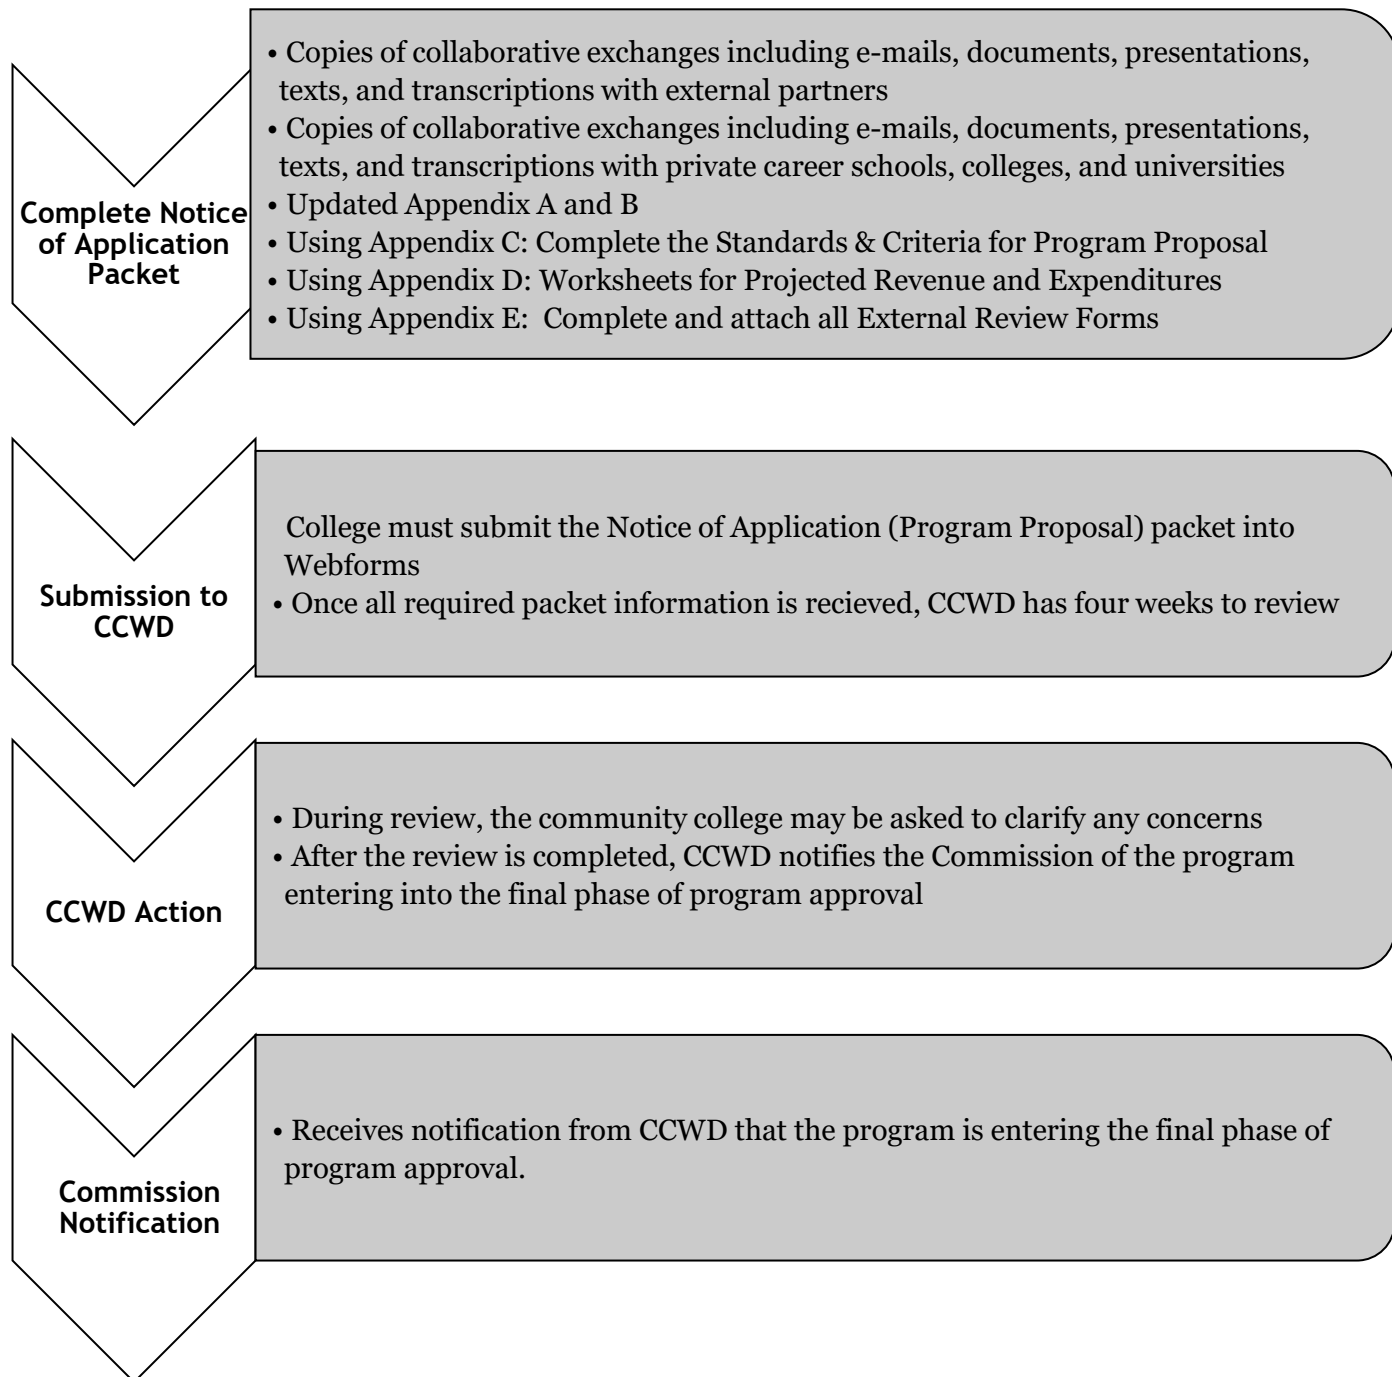 Complete Notice
of Application
Packet
• Copies of collaborative exchanges including e-mails, documents, presentations,
texts, and transcriptions with external partners
• Copies of collaborative exchanges including e-mails, documents, presentations,
texts, and transcriptions with private career schools, colleges, and universities
• Updated Appendix A and B
• Using Appendix C: Complete the Standards & Criteria for Program Proposal
• Using Appendix D: Worksheets for Projected Revenue and Expenditures
• Using Appendix E: Complete and attach all External Review Forms
Submission to
CCWD
College must submit the Notice of Application (Program Proposal) packet into
Webforms
• Once all required packet information is recieved, CCWD has four weeks to review
CCWD Action
• During review, the community college may be asked to clarify any concerns
• After the review is completed, CCWD notifies the Commission of the program
entering into the final phase of program approval
Commission
Notification
• Receives notification from CCWD that the program is entering the final phase of
program approval.